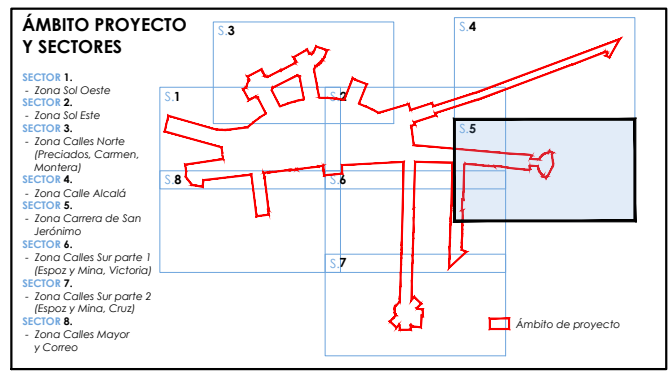 ÁMBITO PROYECTO
Y SECTORES
SECTOR 1.
- Zona Sol Oeste
SECTOR 2.
- Zona Sol Este
SECTOR 3.
- Zona Calles Norte
(Preciados, Carmen,
Montera)
SECTOR 4.
- Zona Calle Alcalá
SECTOR 5.
- Zona Carrera de San
Jerónimo
SECTOR 6.
- Zona Calles Sur parte 1
(Espoz y Mina, Victoria)
SECTOR 7.
- Zona Calles Sur parte 2
(Espoz y Mina, Cruz)
SECTOR 8.
- Zona Calles Mayor
y Correo
S.3
S.4
S.1
S.2
S.5
S.8
S.6
S.7
Ámbito de proyecto